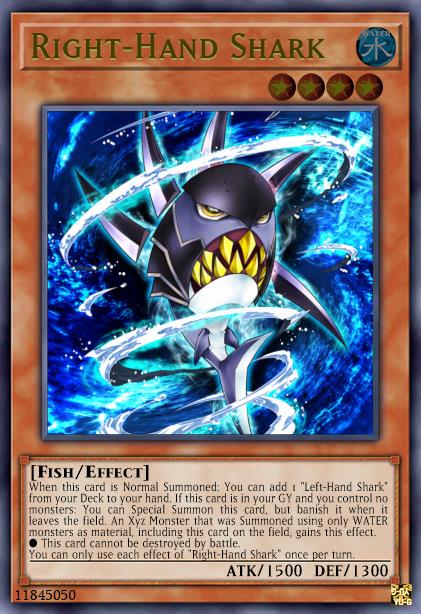 Right-Hand Shark
WATER
水
[Fish/Effect]
When this card is Normal Summoned: You can add 1 "Left-Hand Shark"
from your Deck to your hand. If this card is in your GY and you control no
monsters: You can Special Summon this card, but banish it when it
leaves the field. An Xyz Monster that was Summoned using only WATER
monsters as material, including this card on the field, gains this effect.
● This card cannot be destroyed by battle.
You can only use each effect of "Right-Hand Shark" once per turn.
ATK/1500 DEF/1300
11845050